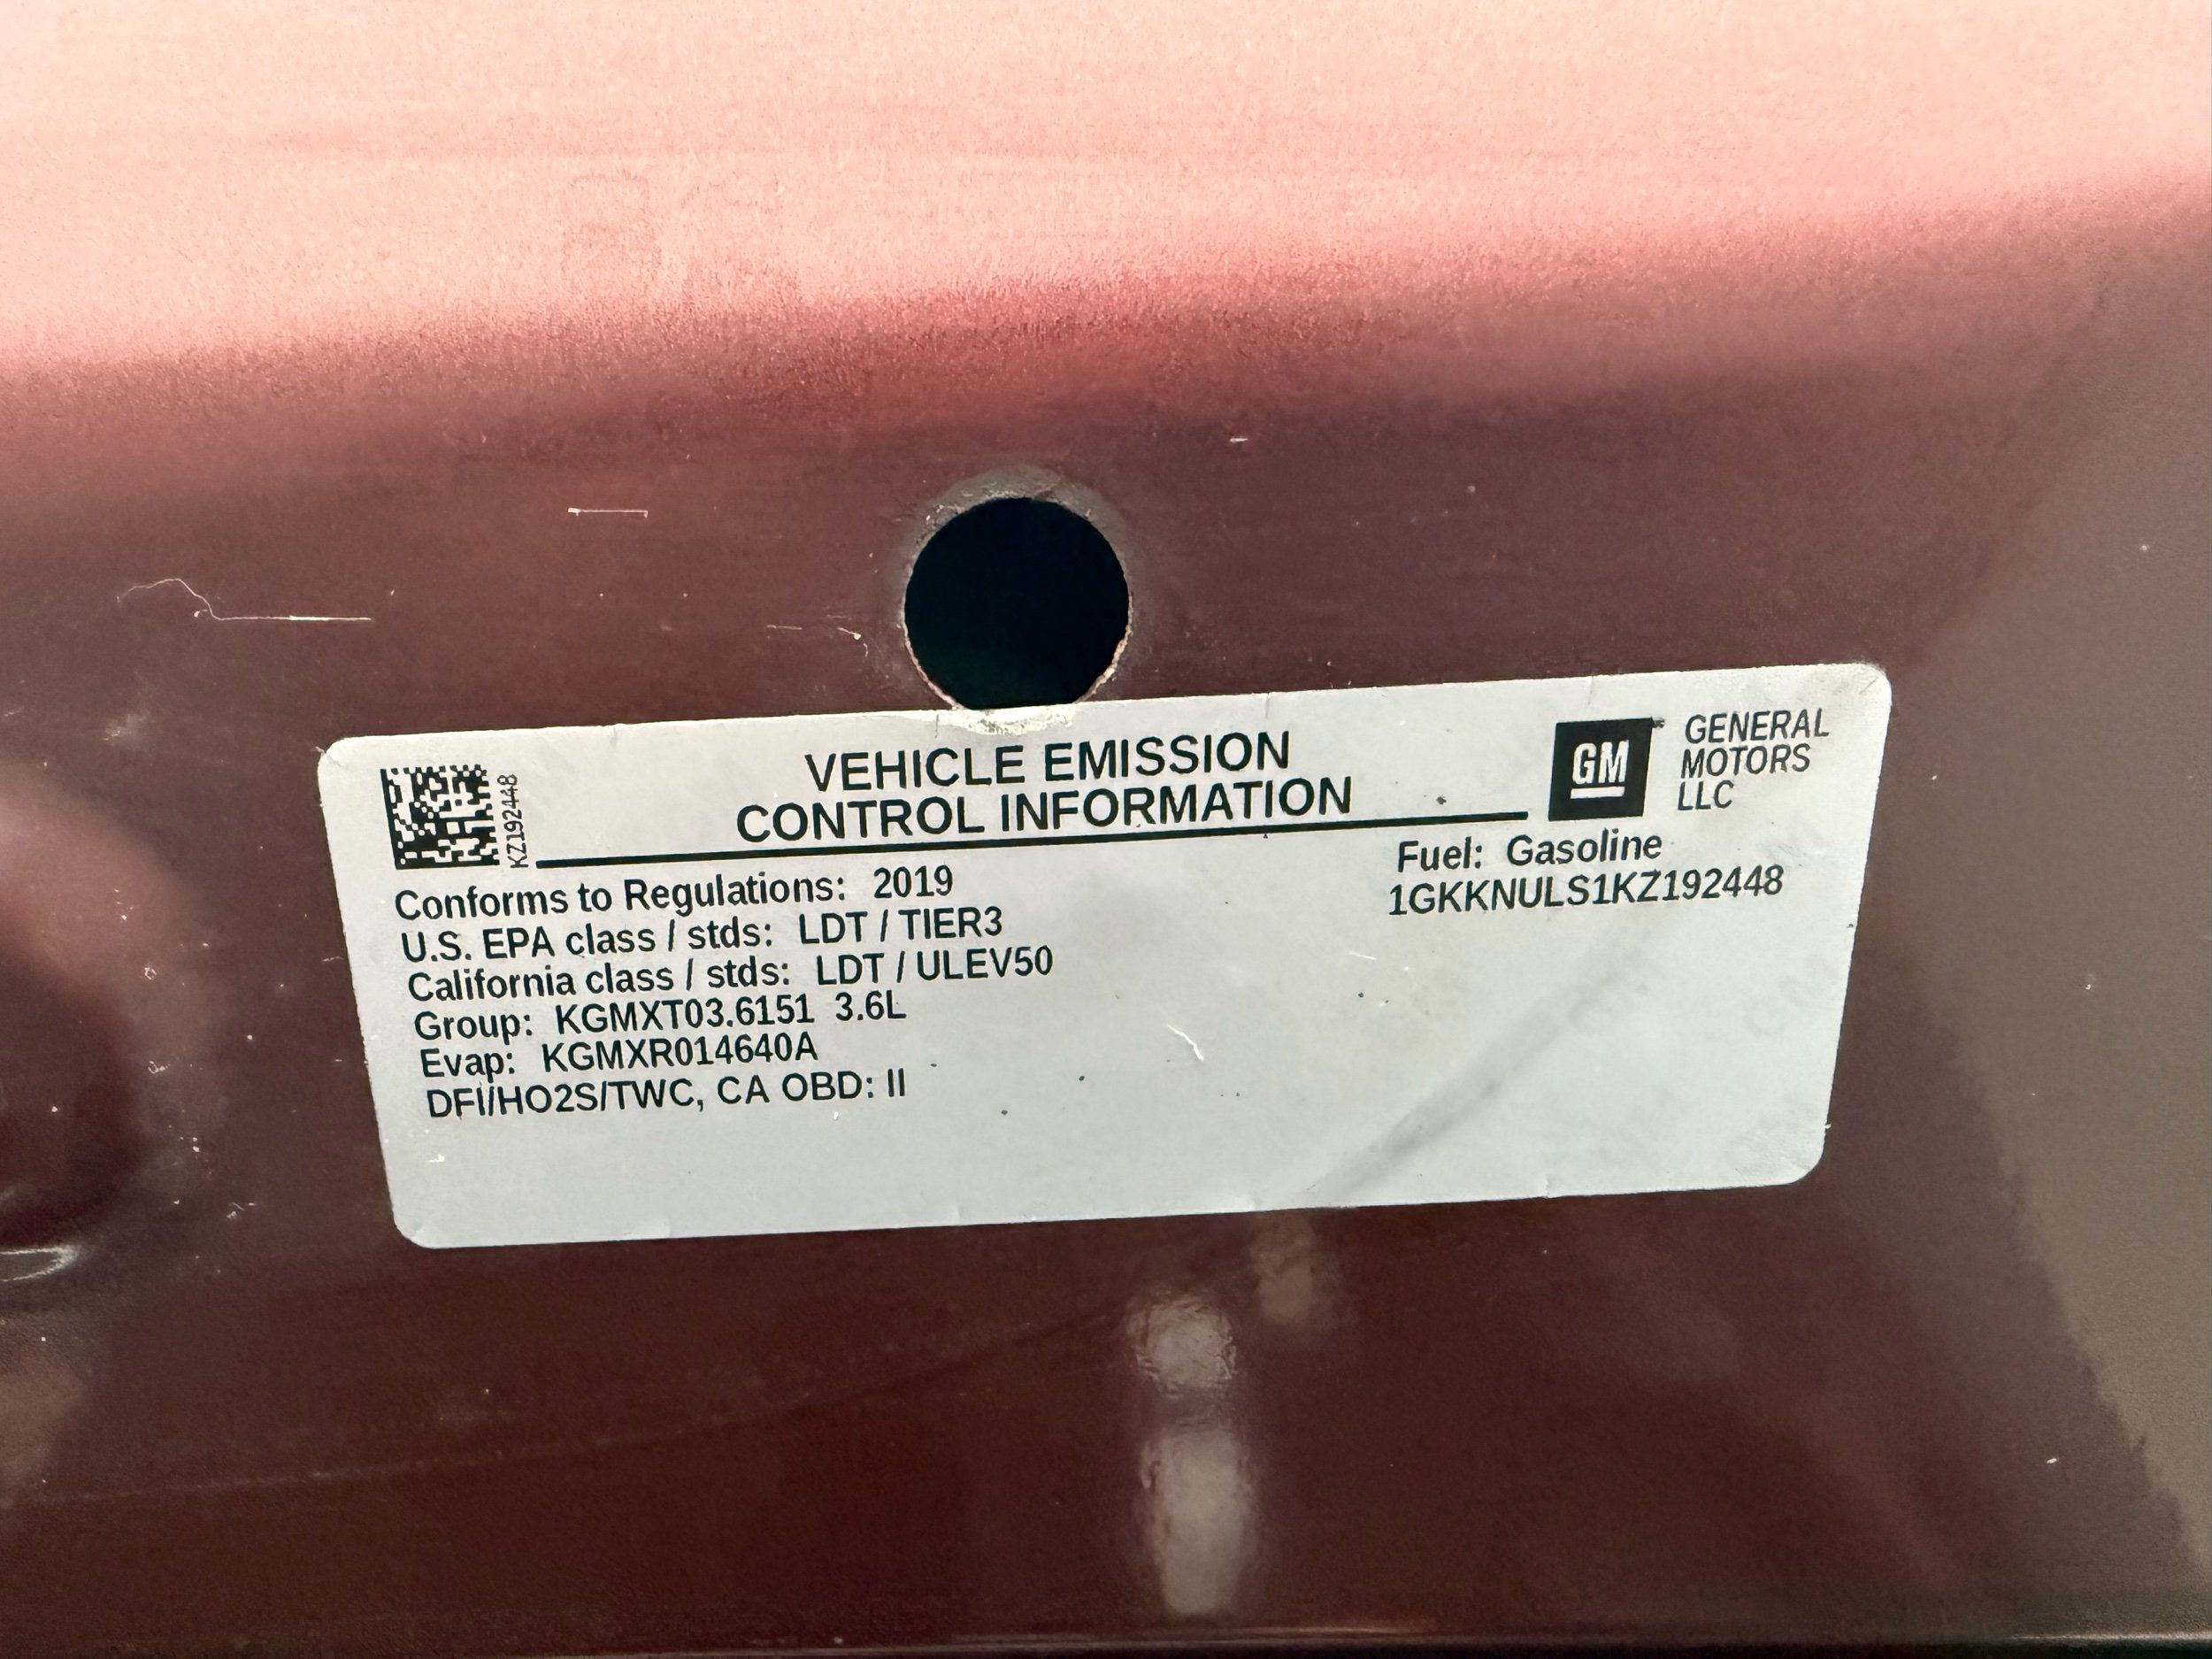 VEHICLE EMISSION
CONTROL INFORMATION
GM
GENERAL
MOTORS
LLC
KZ192448
Conforms to Regulations: 2019
U.S. EPA class / stds: LDT / TIER3
California class / stds: LDT / ULEV50
Group: KGMXT03.6151 3.6L
Evap: KGMXR014640A
DFI/HO2S/TWC, CA OBD: II
Fuel: Gasoline
1GKKNULS1KZ192448